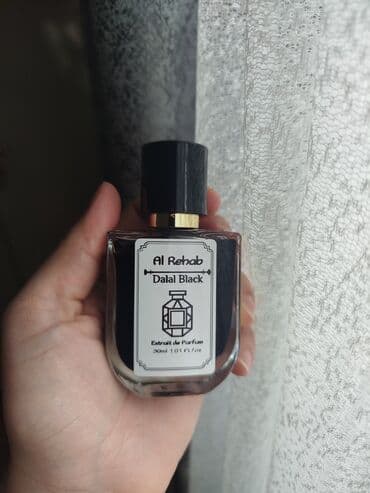 Al Rehab
Dalal Black
Extrait de Parfum
30ml 1.01 fl./oz